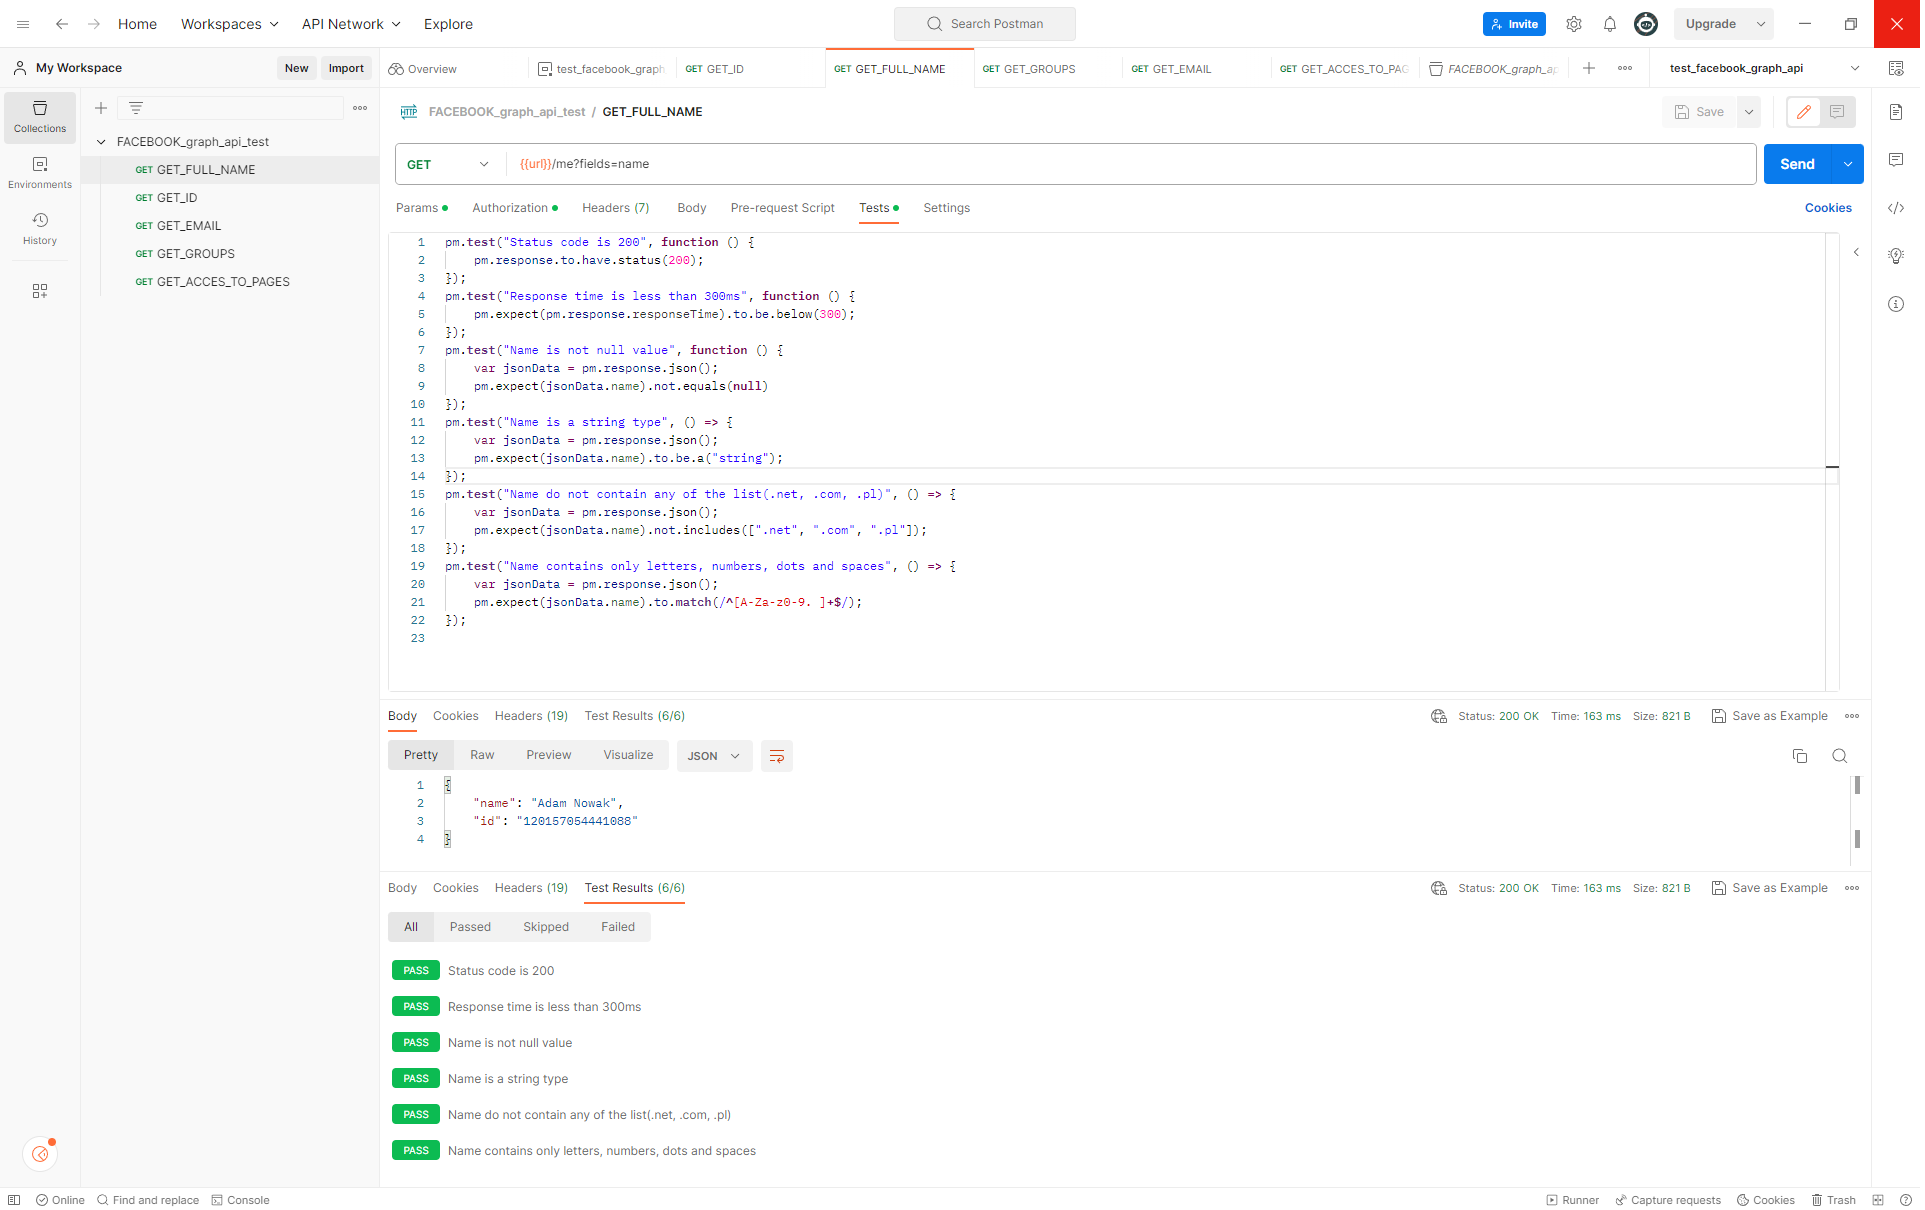 Home
Workspaces
API Network
Explore
Search Postman
Invite
Upgrade
My Workspace
New
Import
Overview
test_facebook_graph
GET GET_ID
GET GET_FULL_NAME
GET GET_GROUPS
GET GET_EMAIL
GET GET_ACCES_TO_PAG
FACEBOOK_graph_ap
test_facebook_graph_api
Collections
Environments
History
FACEBOOK_graph_api_test
GET GET_FULL_NAME
GET GET_ID
GET GET_EMAIL
GET GET_GROUPS
GET GET_ACCES_TO_PAGES
HTTP FACEBOOK_graph_api_test / GET_FULL_NAME
Save
GET
{{url}}/me?fields=name
Send
Params
Authorization
Headers (7)
Body
Pre-request Script
Tests
Settings
Cookies
1 pm.test("Status code is 200", function () {
2 pm.response.to.have.status(200);
3 });
4 pm.test("Response time is less than 300ms", function () {
5 pm.expect(pm.response.responseTime).to.be.below(300);
6 });
7 pm.test("Name is not null value", function () {
8 var jsonData = pm.response.json();
9 pm.expect(jsonData.name).not.equals(null)
10 });
11 pm.test("Name is a string type", () => {
12 var jsonData = pm.response.json();
13 pm.expect(jsonData.name).to.be.a("string");
14 });
15 pm.test("Name do not contain any of the list(.net, .com, .pl)", () => {
16 var jsonData = pm.response.json();
17 pm.expect(jsonData.name).not.includes([".net", ".com", ".pl"]);
18 });
19 pm.test("Name contains only letters, numbers, dots and spaces", () => {
20 var jsonData = pm.response.json();
21 pm.expect(jsonData.name).to.match(/^[A-Za-z0-9. ]+$/);
22 });
23
Body
Cookies
Headers (19)
Test Results (6/6)
Status: 200 OK
Time: 163 ms
Size: 821 B
Save as Example
Pretty
Raw
Preview
Visualize
JSON
1 {
2 "name": "Adam Nowak",
3 "id": "120157054441088"
4 }
Body
Cookies
Headers (19)
Test Results (6/6)
Status: 200 OK
Time: 163 ms
Size: 821 B
Save as Example
All
Passed
Skipped
Failed
PASS Status code is 200
PASS Response time is less than 300ms
PASS Name is not null value
PASS Name is a string type
PASS Name do not contain any of the list(.net, .com, .pl)
PASS Name contains only letters, numbers, dots and spaces
Online
Find and replace
Console
Runner
Capture requests
Cookies
Trash